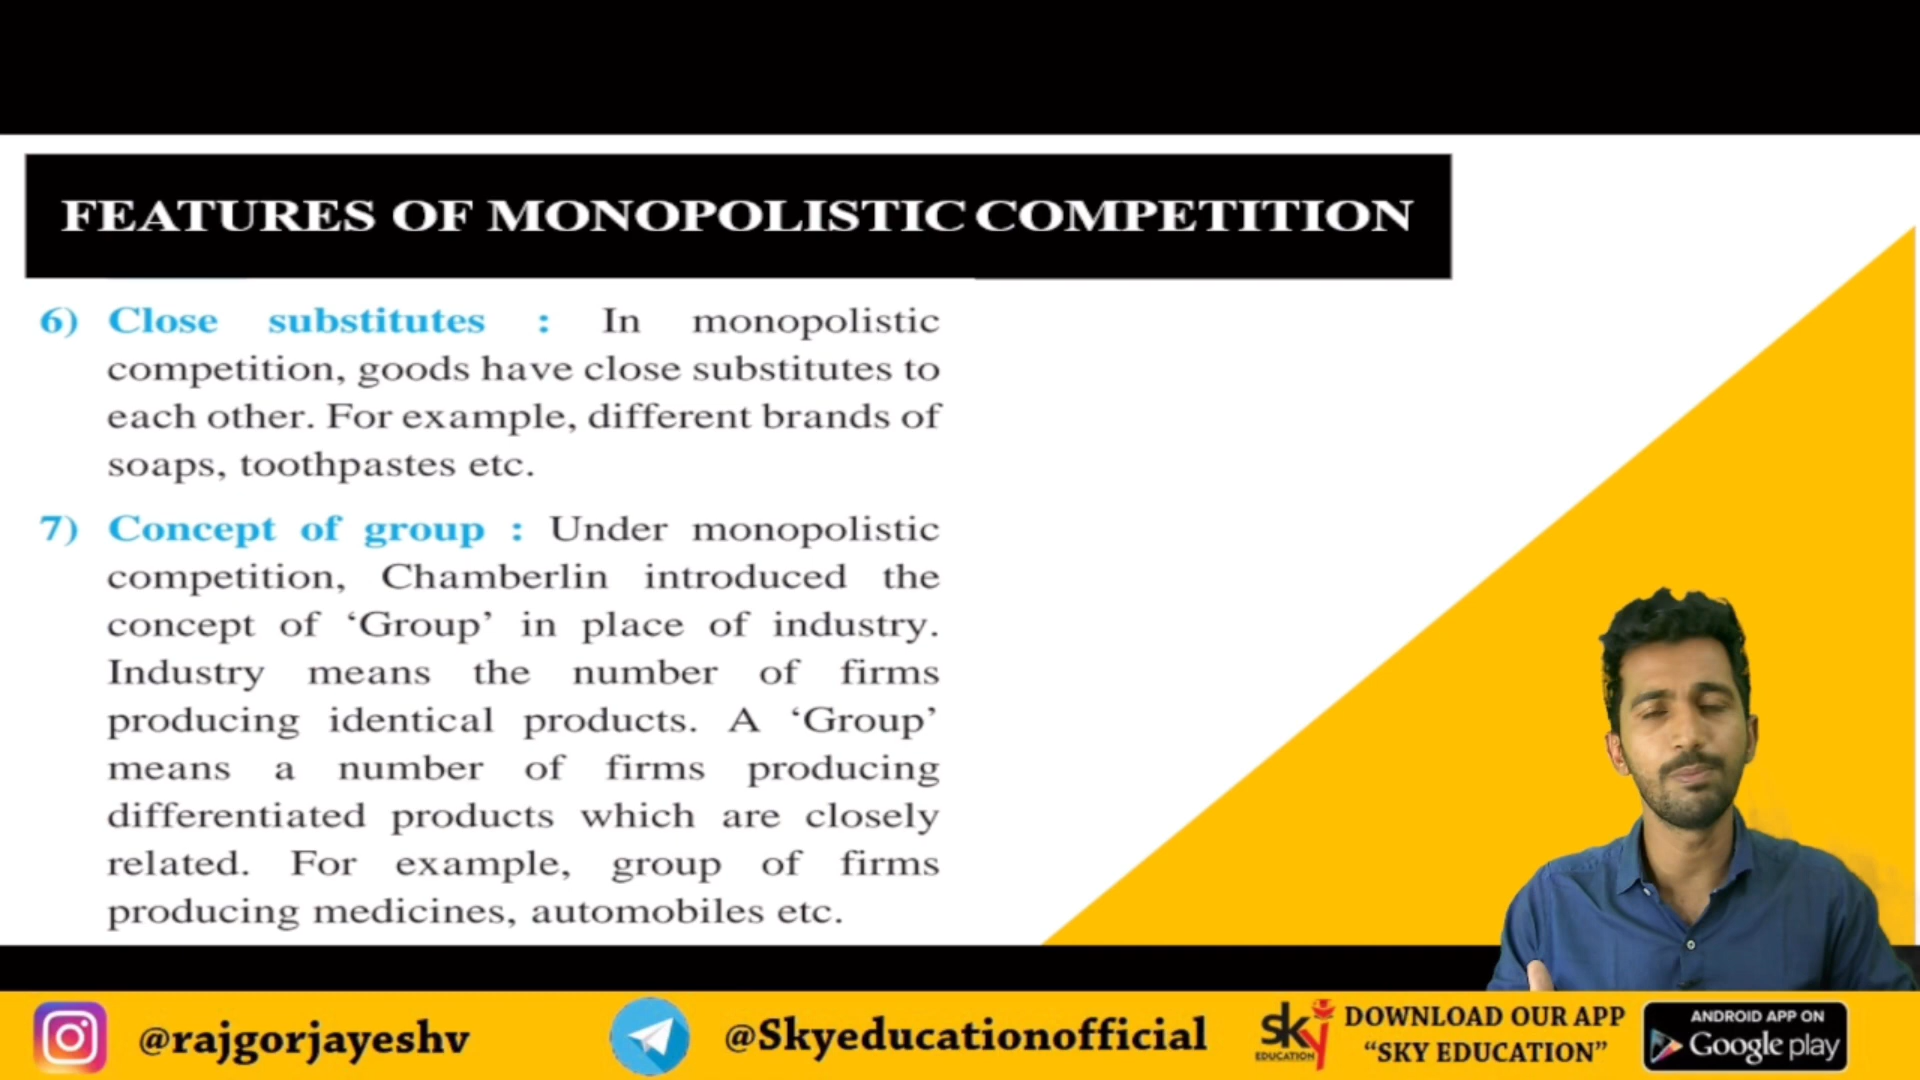 FEATURES OF MONOPOLISTIC COMPETITION
6) Close substitutes : In monopolistic
competition, goods have close substitutes to
each other. For example, different brands of
soaps, toothpastes etc.
7) Concept of group : Under monopolistic
competition, Chamberlin introduced the
concept of ‘Group’ in place of industry.
Industry means the number of firms
producing identical products. A ‘Group’
means a number of firms producing
differentiated products which are closely
related. For example, group of firms
producing medicines, automobiles etc.
@rajgorjayeshv
@Skyeducationofficial
sky
EDUCATION
DOWNLOAD OUR APP
“SKY EDUCATION”
ANDROID APP ON
Google play